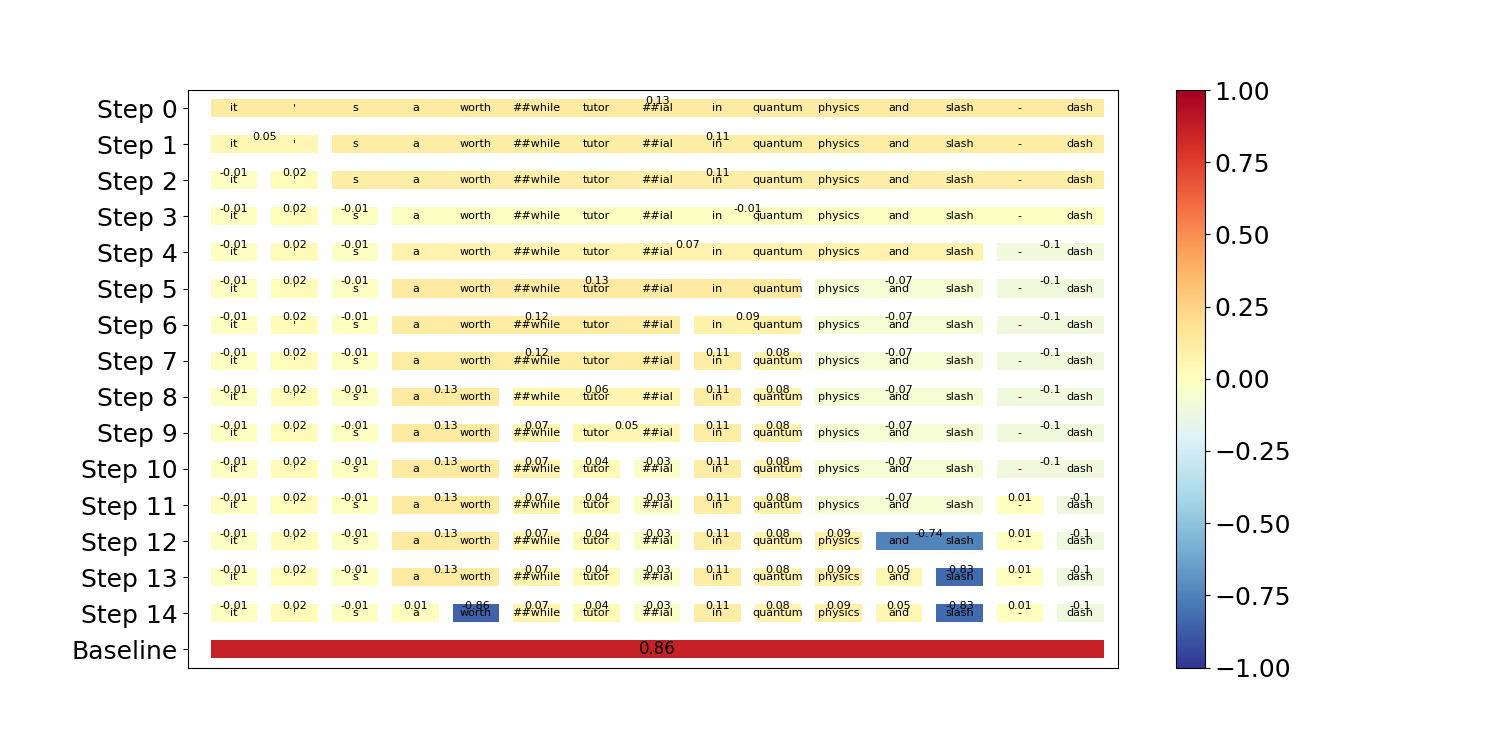 0.13
Step 0 it ' s a worth ##while tutor ##ial in quantum physics and slash - dash
0.05 0.11
Step 1 it ' s a worth ##while tutor ##ial in quantum physics and slash - dash
-0.01 0.02 0.11
Step 2 it ' s a worth ##while tutor ##ial in quantum physics and slash - dash
-0.01 0.02 -0.01 -0.01
Step 3 it ' s a worth ##while tutor ##ial in quantum physics and slash - dash
-0.01 0.02 -0.01 0.07 -0.1
Step 4 it ' s a worth ##while tutor ##ial in quantum physics and slash - dash
-0.01 0.02 -0.01 0.13 -0.07 -0.1
Step 5 it ' s a worth ##while tutor ##ial in quantum physics and slash - dash
-0.01 0.02 -0.01 0.12 0.09 -0.07 -0.1
Step 6 it ' s a worth ##while tutor ##ial in quantum physics and slash - dash
-0.01 0.02 -0.01 0.12 0.11 0.08 -0.07 -0.1
Step 7 it ' s a worth ##while tutor ##ial in quantum physics and slash - dash
-0.01 0.02 -0.01 0.13 0.06 0.11 0.08 -0.07 -0.1
Step 8 it ' s a worth ##while tutor ##ial in quantum physics and slash - dash
-0.01 0.02 -0.01 0.13 0.07 0.05 0.11 0.08 -0.07 -0.1
Step 9 it ' s a worth ##while tutor ##ial in quantum physics and slash - dash
-0.01 0.02 -0.01 0.13 0.07 0.04 -0.03 0.11 0.08 -0.07 -0.1
Step 10 it ' s a worth ##while tutor ##ial in quantum physics and slash - dash
-0.01 0.02 -0.01 0.13 0.07 0.04 -0.03 0.11 0.08 -0.07 0.01 -0.1
Step 11 it ' s a worth ##while tutor ##ial in quantum physics and slash - dash
-0.01 0.02 -0.01 0.13 0.07 0.04 -0.03 0.11 0.08 0.09 -0.74 0.01 -0.1
Step 12 it ' s a worth ##while tutor ##ial in quantum physics and slash - dash
-0.01 0.02 -0.01 0.13 0.07 0.04 -0.03 0.11 0.08 0.09 0.05 -0.83 0.01 -0.1
Step 13 it ' s a worth ##while tutor ##ial in quantum physics and slash - dash
-0.01 0.02 -0.01 0.01 -0.86 0.07 0.04 -0.03 0.11 0.08 0.09 0.05 -0.83 0.01 -0.1
Step 14 it ' s a worth ##while tutor ##ial in quantum physics and slash - dash
Baseline 0.86
1.00
0.75
0.50
0.25
0.00
−0.25
−0.50
−0.75
−1.00